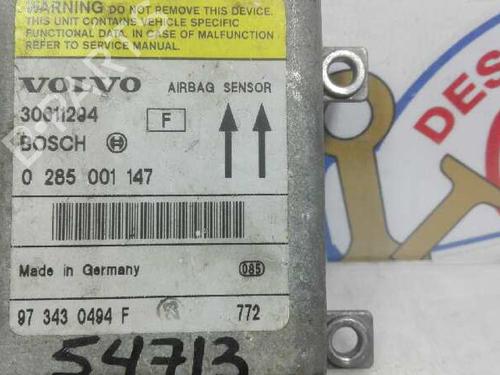 WARNING DO NOT REMOVE THIS DEVICE.
THIS UNIT CONTAINS VEHICLE SPECIFIC
FUNCTIONAL DATA. IN CASE OF MALFUNCTION
REFER TO SERVICE MANUAL.
VOLVO AIRBAG SENSOR
30611294 F
BOSCH
0 285 001 147
Made in Germany 085
97 343 0494 F 772
54713